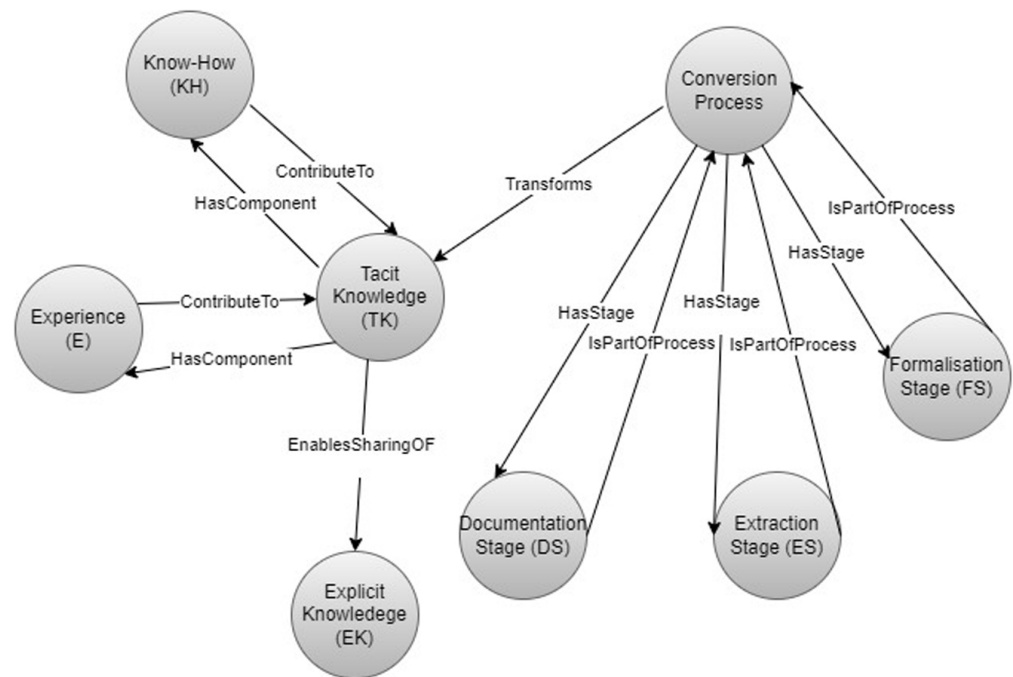 Know-How
(KH)
Conversion
Process
ContributeTo
HasComponent
Transforms
IsPartOfProcess
HasStage
Tacit
Knowledge
(TK)
Experience
(E)
ContributeTo
HasComponent
HasStage
HasStage
IsPartOfProcess
IsPartOfProcess
Formalisation
Stage (FS)
EnablesSharingOF
Documentation
Stage (DS)
Extraction
Stage (ES)
Explicit
Knowledege
(EK)